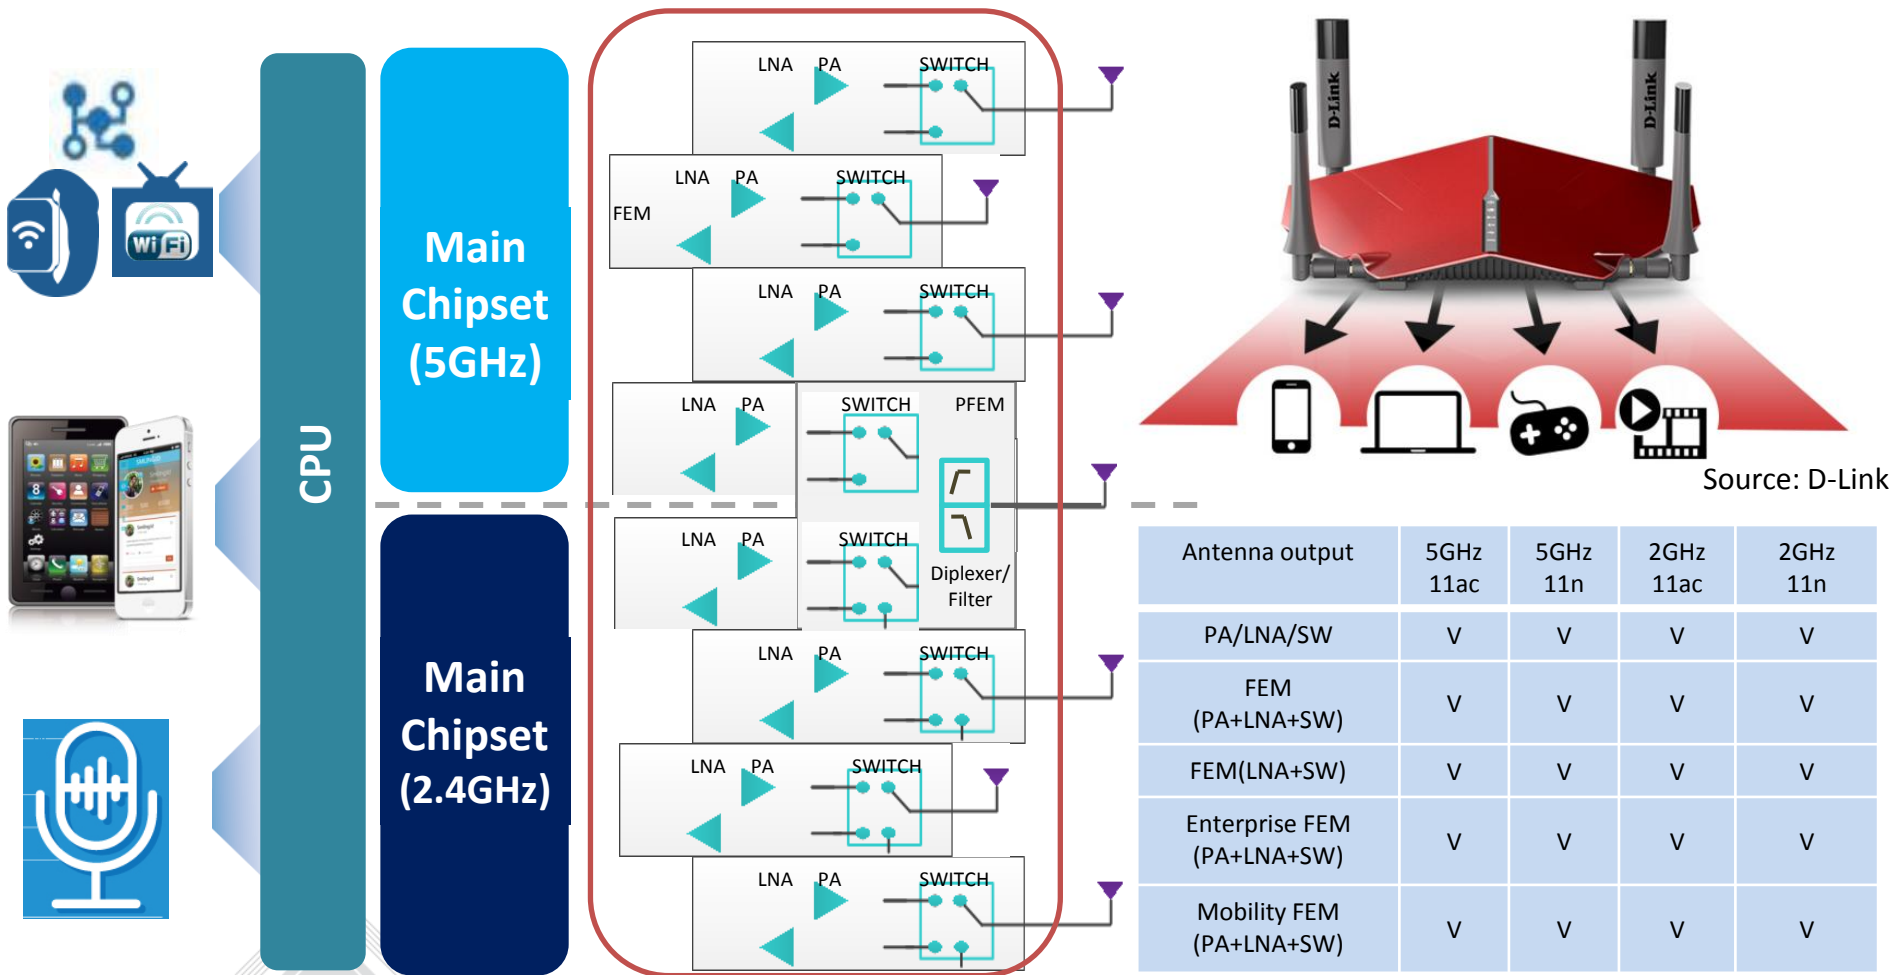 WiFi
CPU
Main
Chipset
(5GHz)
Main
Chipset
(2.4GHz)
LNA PA SWITCH
LNA PA SWITCH
FEM
LNA PA SWITCH
LNA PA SWITCH PFEM
LNA PA SWITCH
Diplexer/
Filter
LNA PA SWITCH
LNA PA SWITCH
LNA PA SWITCH
D-Link
D-Link
Source: D-Link
Antenna output 5GHz 5GHz 2GHz 2GHz
11ac 11n 11ac 11n
PA/LNA/SW V V V V
FEM
(PA+LNA+SW) V V V V
FEM(LNA+SW) V V V V
Enterprise FEM
(PA+LNA+SW) V V V V
Mobility FEM
(PA+LNA+SW) V V V V